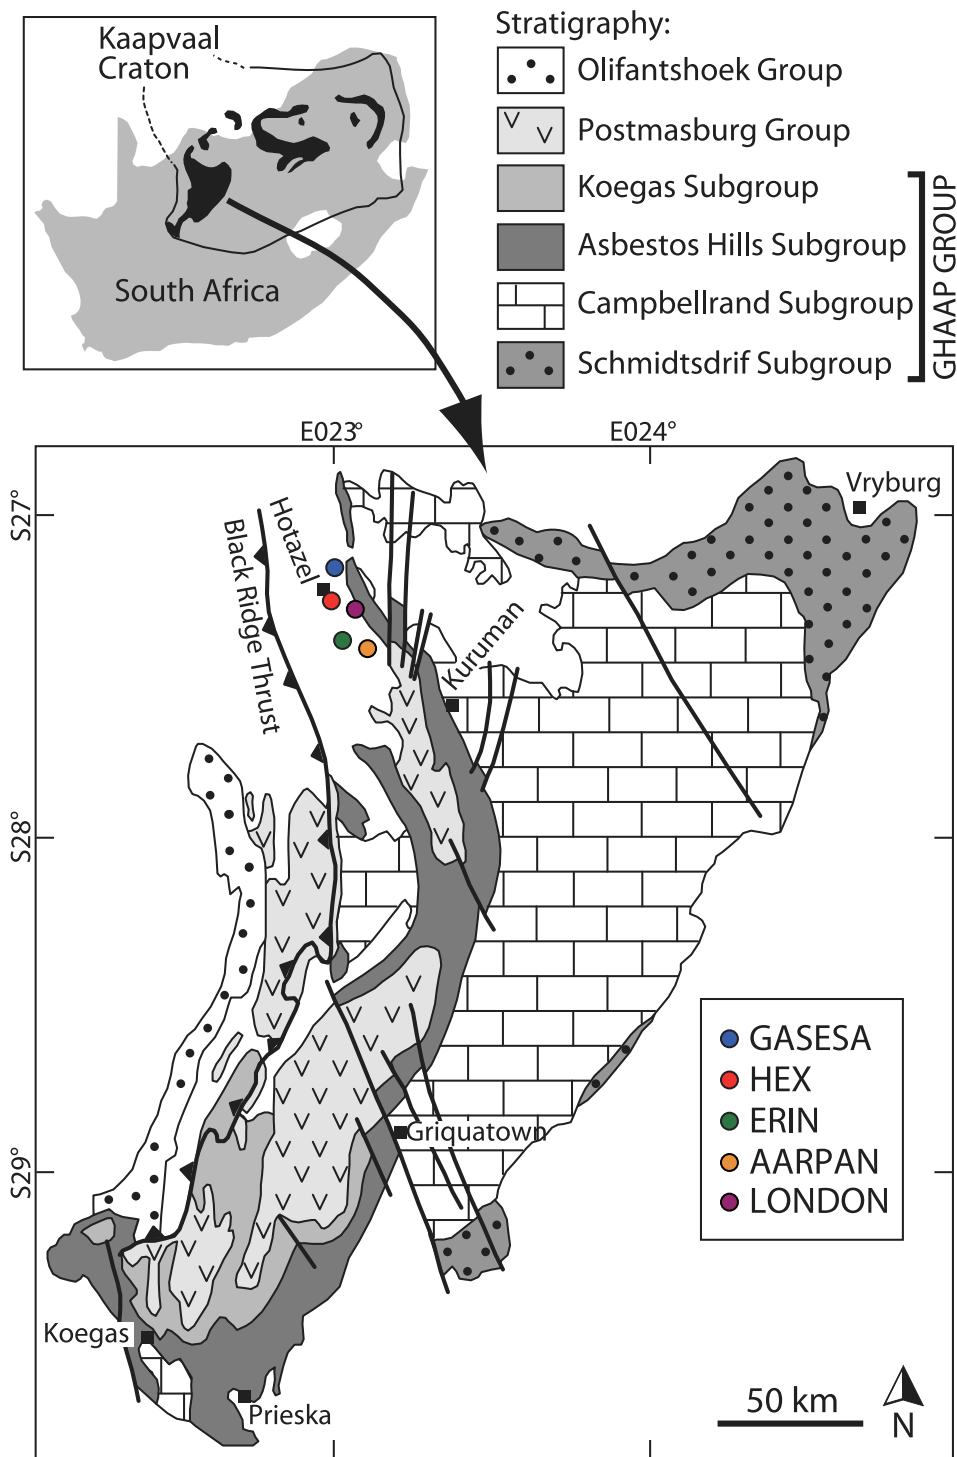 Kaapvaal
Craton
South Africa
Stratigraphy:
Olifantshoek Group
Postmasburg Group
Koegas Subgroup
Asbestos Hills Subgroup
Campbellrand Subgroup
Schmidtsdrif Subgroup
GHAAP GROUP
E023°
E024°
S27°
S28°
S29°
Vryburg
Hotazel
Black Ridge Thrust
Kuruman
Griquatown
Koegas
Prieska
GASESA
HEX
ERIN
AARPAN
LONDON
50 km
N